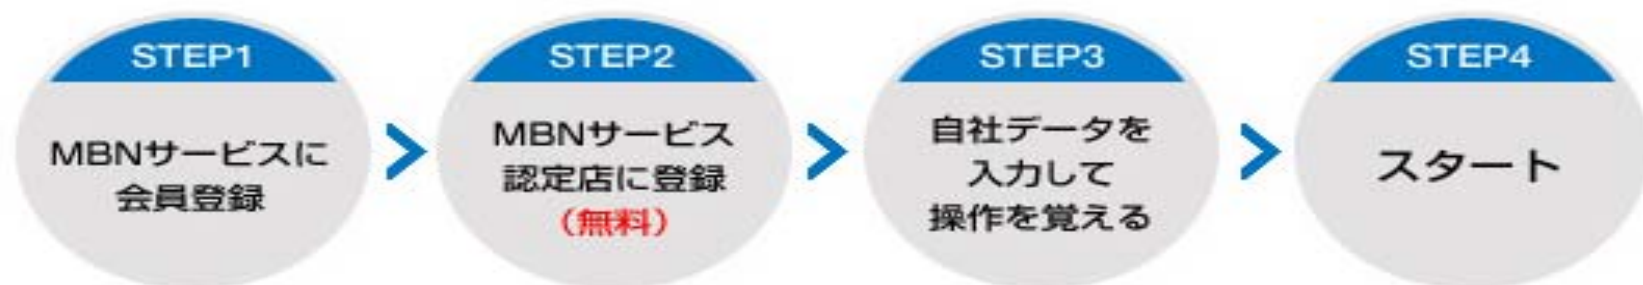 STEP1
MBNサービスに
会員登録
STEP2
MBNサービス
認定店に登録
(無料)
STEP3
自社データを
入力して
操作を覚える
STEP4
スタート